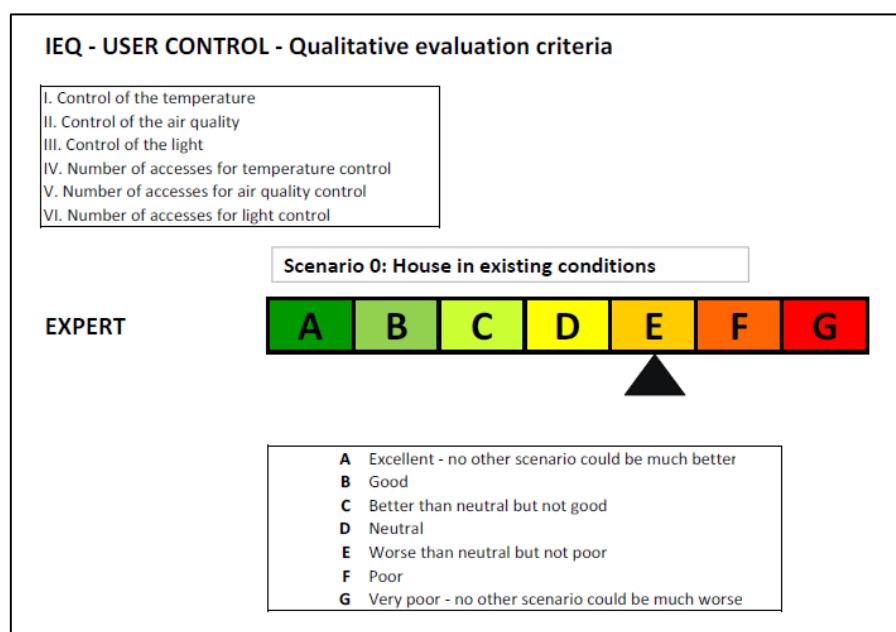 IEQ - USER CONTROL - Qualitative evaluation criteria
I. Control of the temperature
II. Control of the air quality
III. Control of the light
IV. Number of accesses for temperature control
V. Number of accesses for air quality control
VI. Number of accesses for light control
Scenario 0: House in existing conditions
EXPERT A B C D E F G
A Excellent - no other scenario could be much better
B Good
C Better than neutral but not good
D Neutral
E Worse than neutral but not poor
F Poor
G Very poor - no other scenario could be much worse